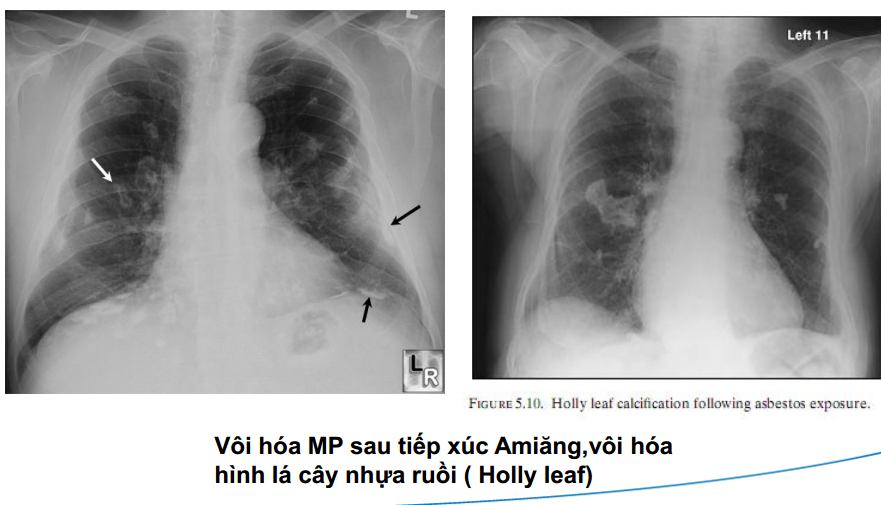 L
Left 11
L
R
FIGURE 5.10. Holly leaf calcification following asbestos exposure.
Vôi hóa MP sau tiếp xúc Amiăng,vôi hóa
hình lá cây nhựa ruồi ( Holly leaf)